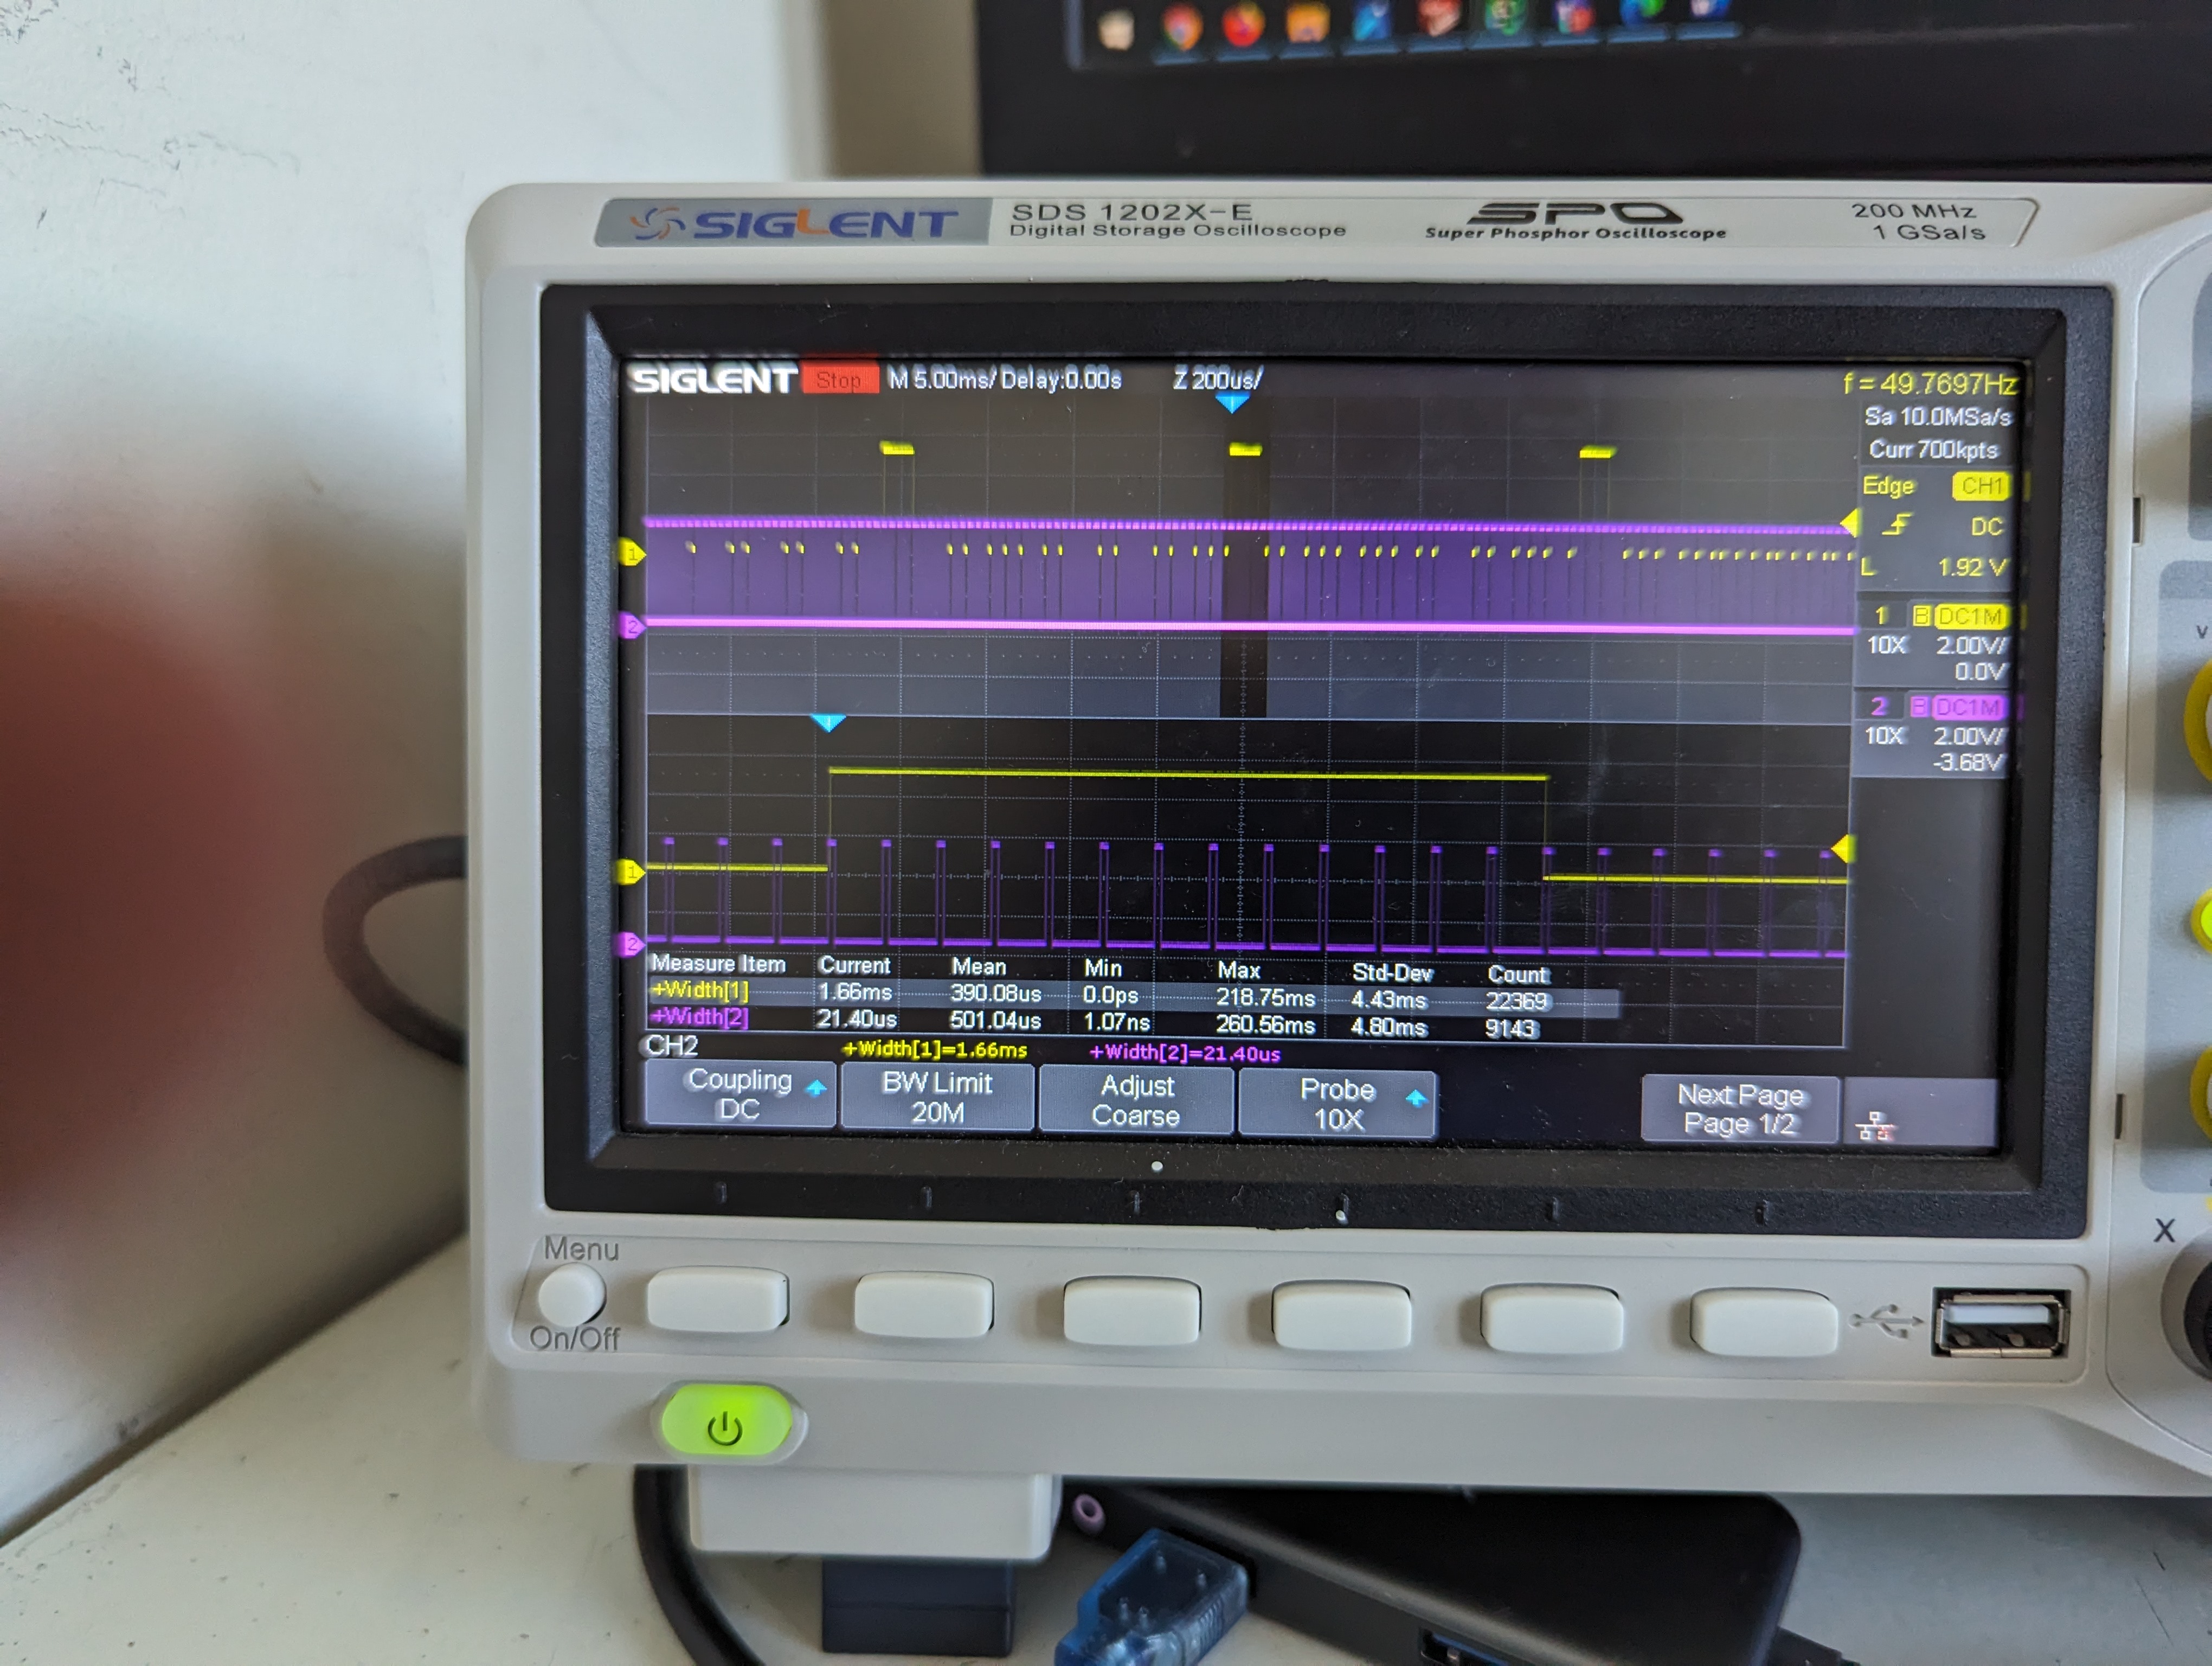 SIGLENT
SDS 1202X-E
Digital Storage Oscilloscope
SPO
Super Phosphor Oscilloscope
200 MHz
1 GSa/s
SIGLENT Stop M 5.00ms/ Delay:0.00s Z 200us/ f = 49.7697Hz
Sa 10.0MSa/s
Curr 700kpts
Edge CH1
DC
L 1.92 V
1 B DC1M
10X 2.00V/
0.0V
2 B DC1M
10X 2.00V/
-3.68V
1
2
1
2
Measure Item Current Mean Min Max Std-Dev Count
+Width[1] 1.66ms 390.08us 0.0ps 218.75ms 4.43ms 22369
+Width[2] 21.40us 501.04us 1.07ns 260.56ms 4.80ms 9143
CH2 +Width[1]=1.66ms +Width[2]=21.40us
Coupling
DC
BW Limit
20M
Adjust
Coarse
Probe
10X
Next Page
Page 1/2
Menu
On/Off
V
X